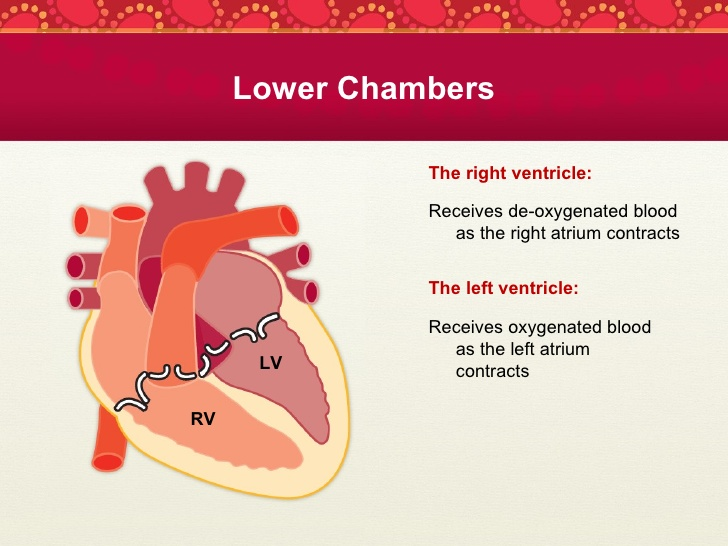 Lower Chambers
The right ventricle:
Receives de-oxygenated blood
as the right atrium contracts
The left ventricle:
Receives oxygenated blood
as the left atrium
contracts
LV
RV